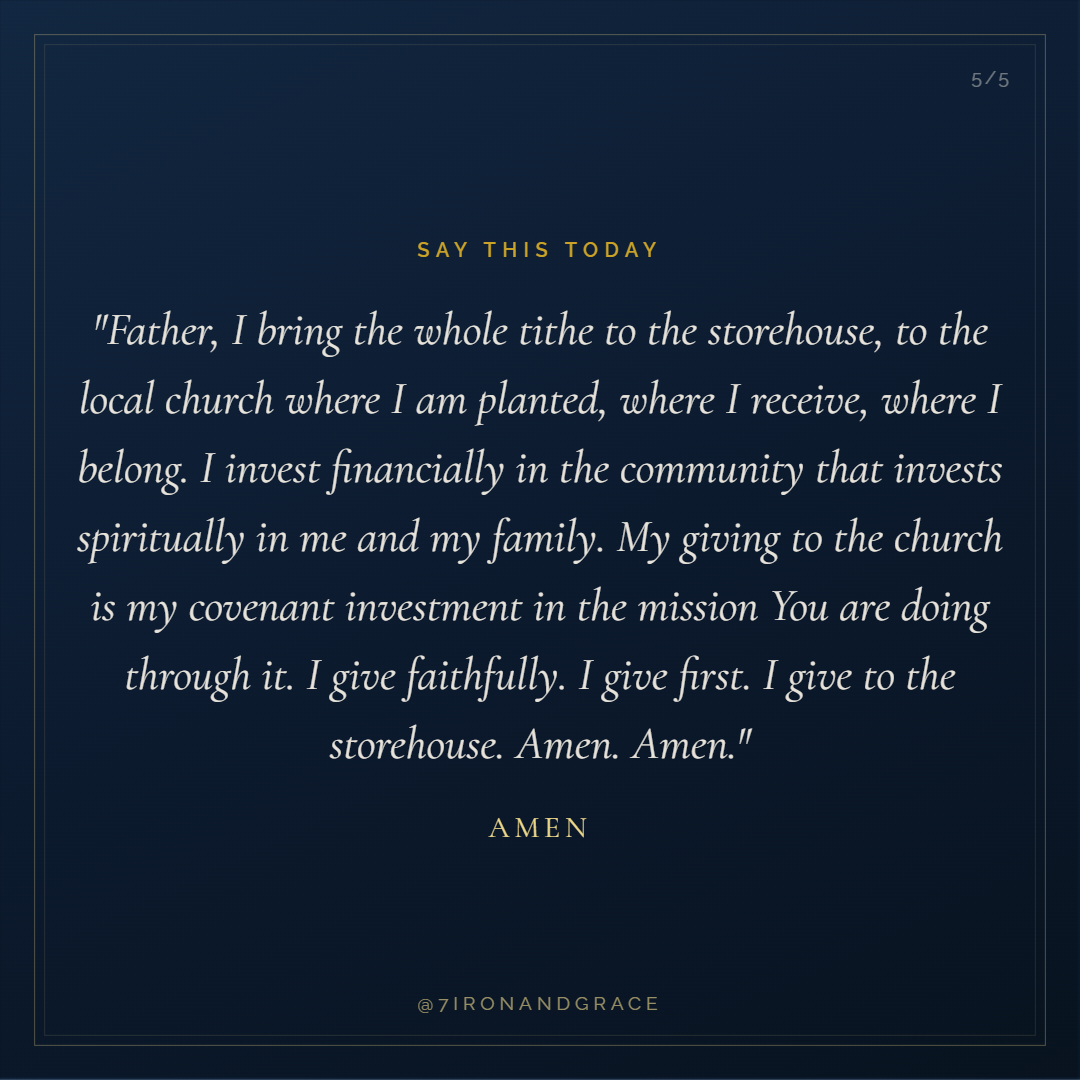 5/5
SAY THIS TODAY
"Father, I bring the whole tithe to the storehouse, to the
local church where I am planted, where I receive, where I
belong. I invest financially in the community that invests
spiritually in me and my family. My giving to the church
is my covenant investment in the mission You are doing
through it. I give faithfully. I give first. I give to the
storehouse. Amen. Amen."
AMEN
@7IRONANDGRACE